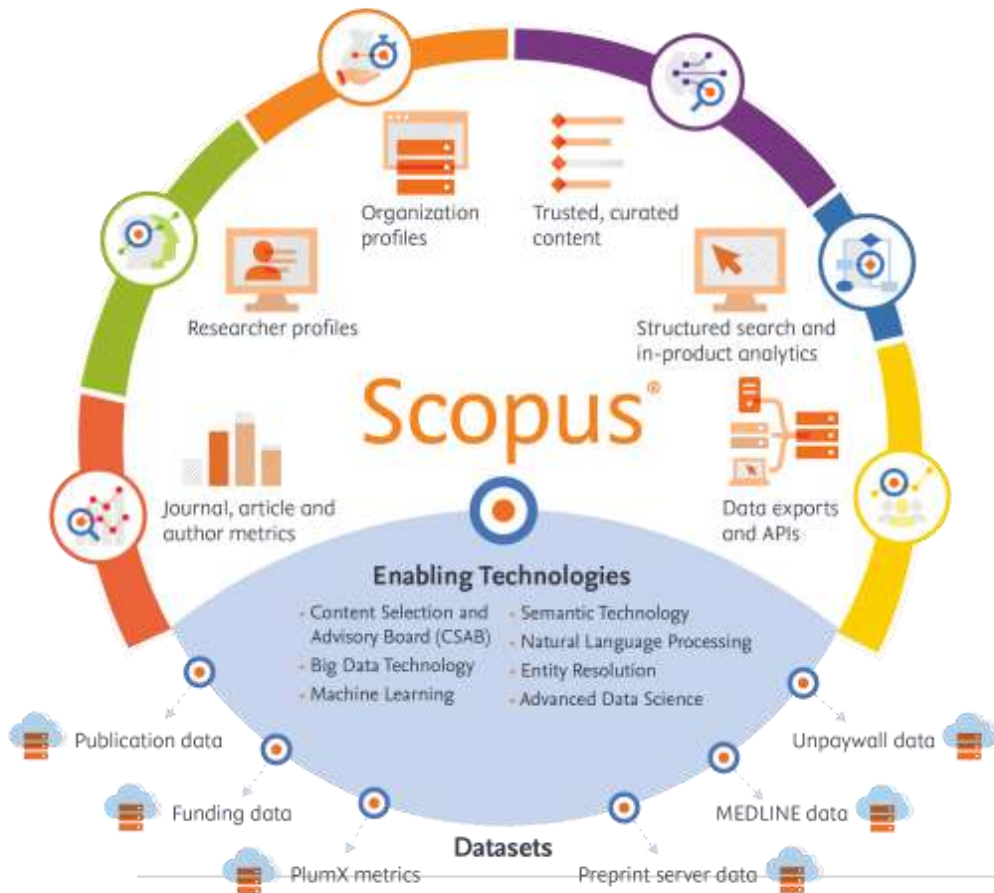 Organization
profiles
Trusted, curated
content
Researcher profiles
Structured search and
in-product analytics
Scopus®
Journal, article and
author metrics
Data exports
and APIs
Enabling Technologies
• Content Selection and
Advisory Board (CSAB)
• Big Data Technology
• Machine Learning
• Semantic Technology
• Natural Language Processing
• Entity Resolution
• Advanced Data Science
Publication data
Unpaywall data
Funding data
MEDLINE data
Datasets
PlumX metrics
Preprint server data